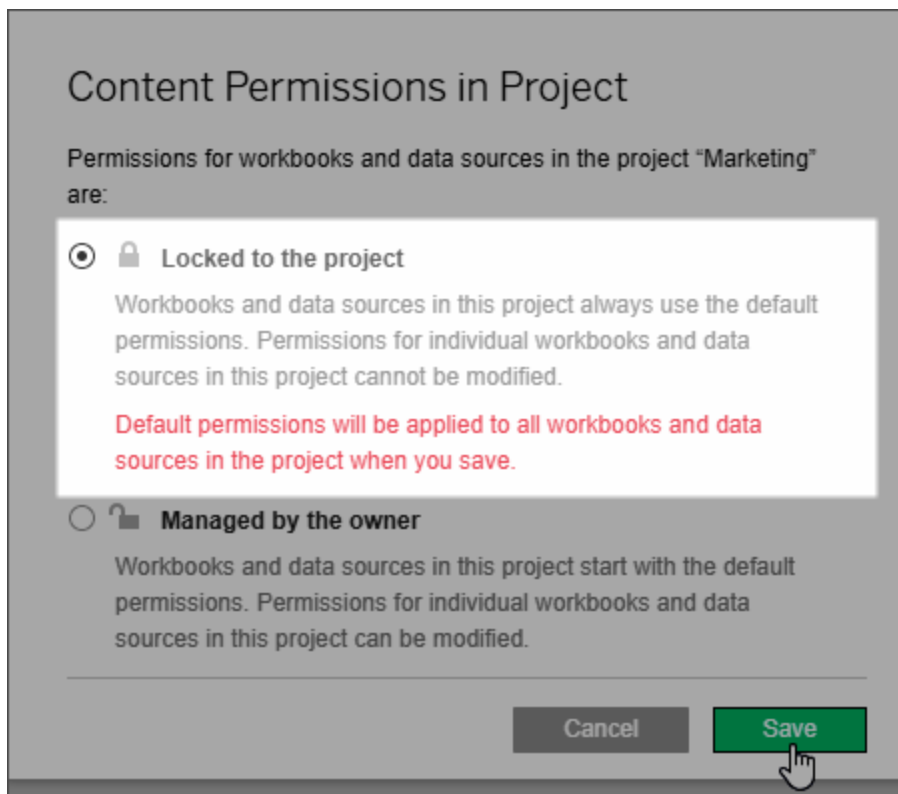 Content Permissions in Project
Permissions for workbooks and data sources in the project “Marketing”
are:
Locked to the project
Workbooks and data sources in this project always use the default
permissions. Permissions for individual workbooks and data
sources in this project cannot be modified.
Default permissions will be applied to all workbooks and data
sources in the project when you save.
Managed by the owner
Workbooks and data sources in this project start with the default
permissions. Permissions for individual workbooks and data
sources in this project can be modified.
Cancel Save